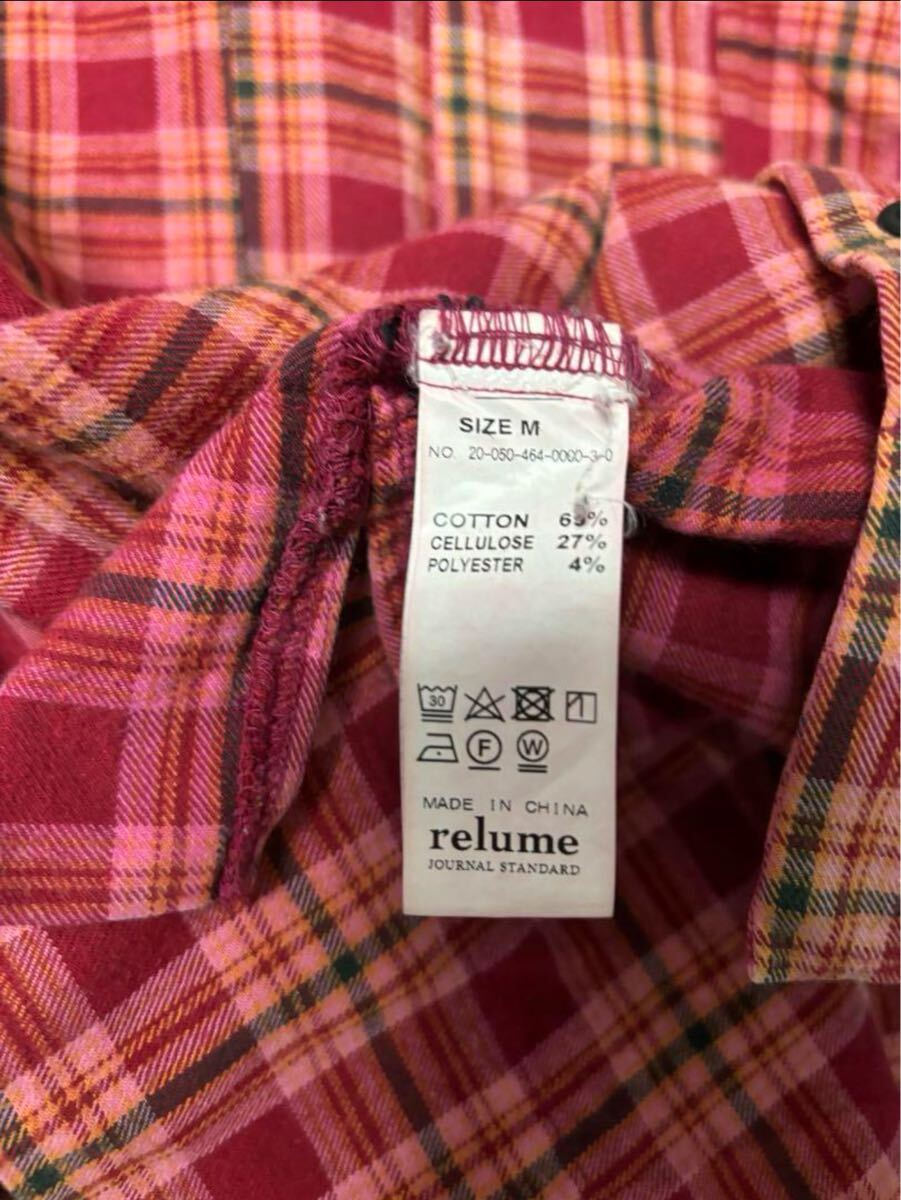 SIZE M
NO. 20-050-464-0000-3-0
COTTON 69%
CELLULOSE 27%
POLYESTER 4%
30
F W
MADE IN CHINA
relume
JOURNAL STANDARD